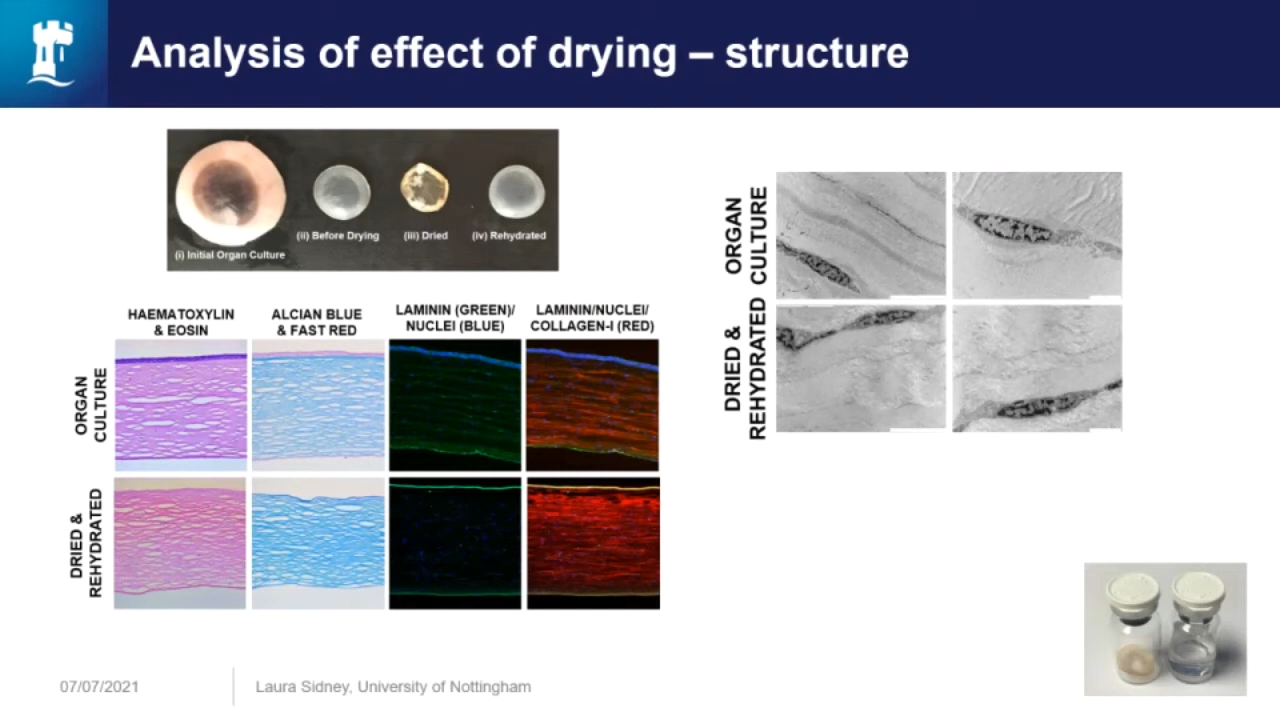 Analysis of effect of drying – structure
(i) Initial Organ Culture
(ii) Before Drying
(iii) Dried
(iv) Rehydrated
HAEMATOXYLIN
& EOSIN
ALCIAN BLUE
& FAST RED
LAMININ (GREEN)/
NUCLEI (BLUE)
LAMININ/NUCLEI/
COLLAGEN-I (RED)
ORGAN
CULTURE
DRIED &
REHYDRATED
ORGAN
CULTURE
DRIED &
REHYDRATED
07/07/2021
Laura Sidney, University of Nottingham